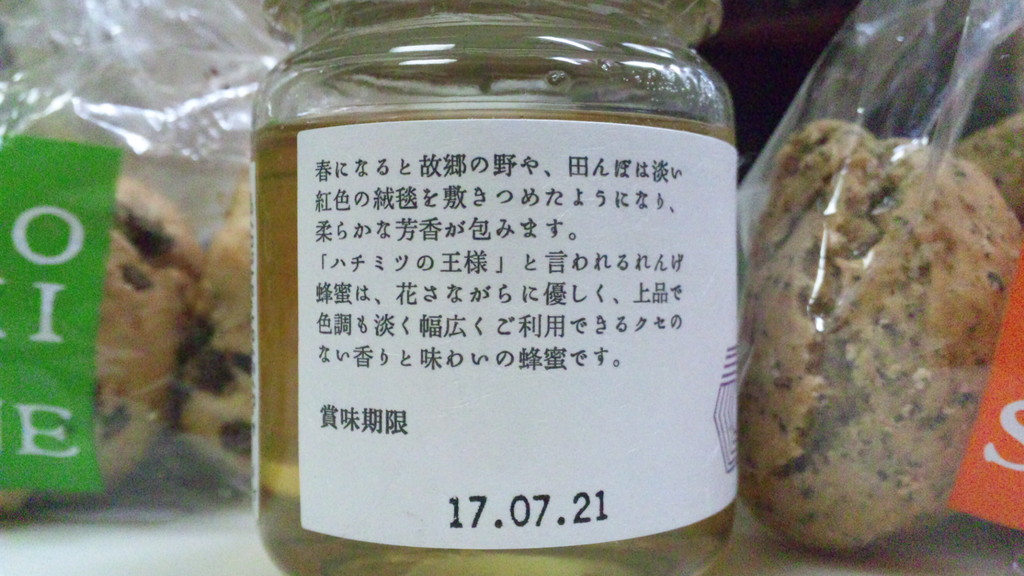 春になると故郷の野や、田んぼは淡い
紅色の絨毯を敷きつめたようになり、
柔らかな芳香が包みます。
「ハチミツの王様」と言われるれんげ
蜂蜜は、花さながらに優しく、上品で
色調も淡く幅広くご利用できるクセの
ない香りと味わいの蜂蜜です。
賞味期限
17.07.21
O
I
NE
S